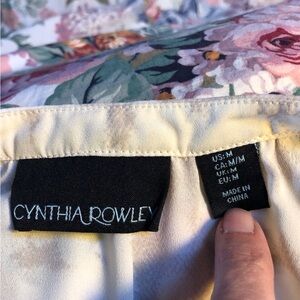 CYNTHIA ROWLEY
US:M
CA:M/M
UK:M
EU:M
MADE IN
CHINA